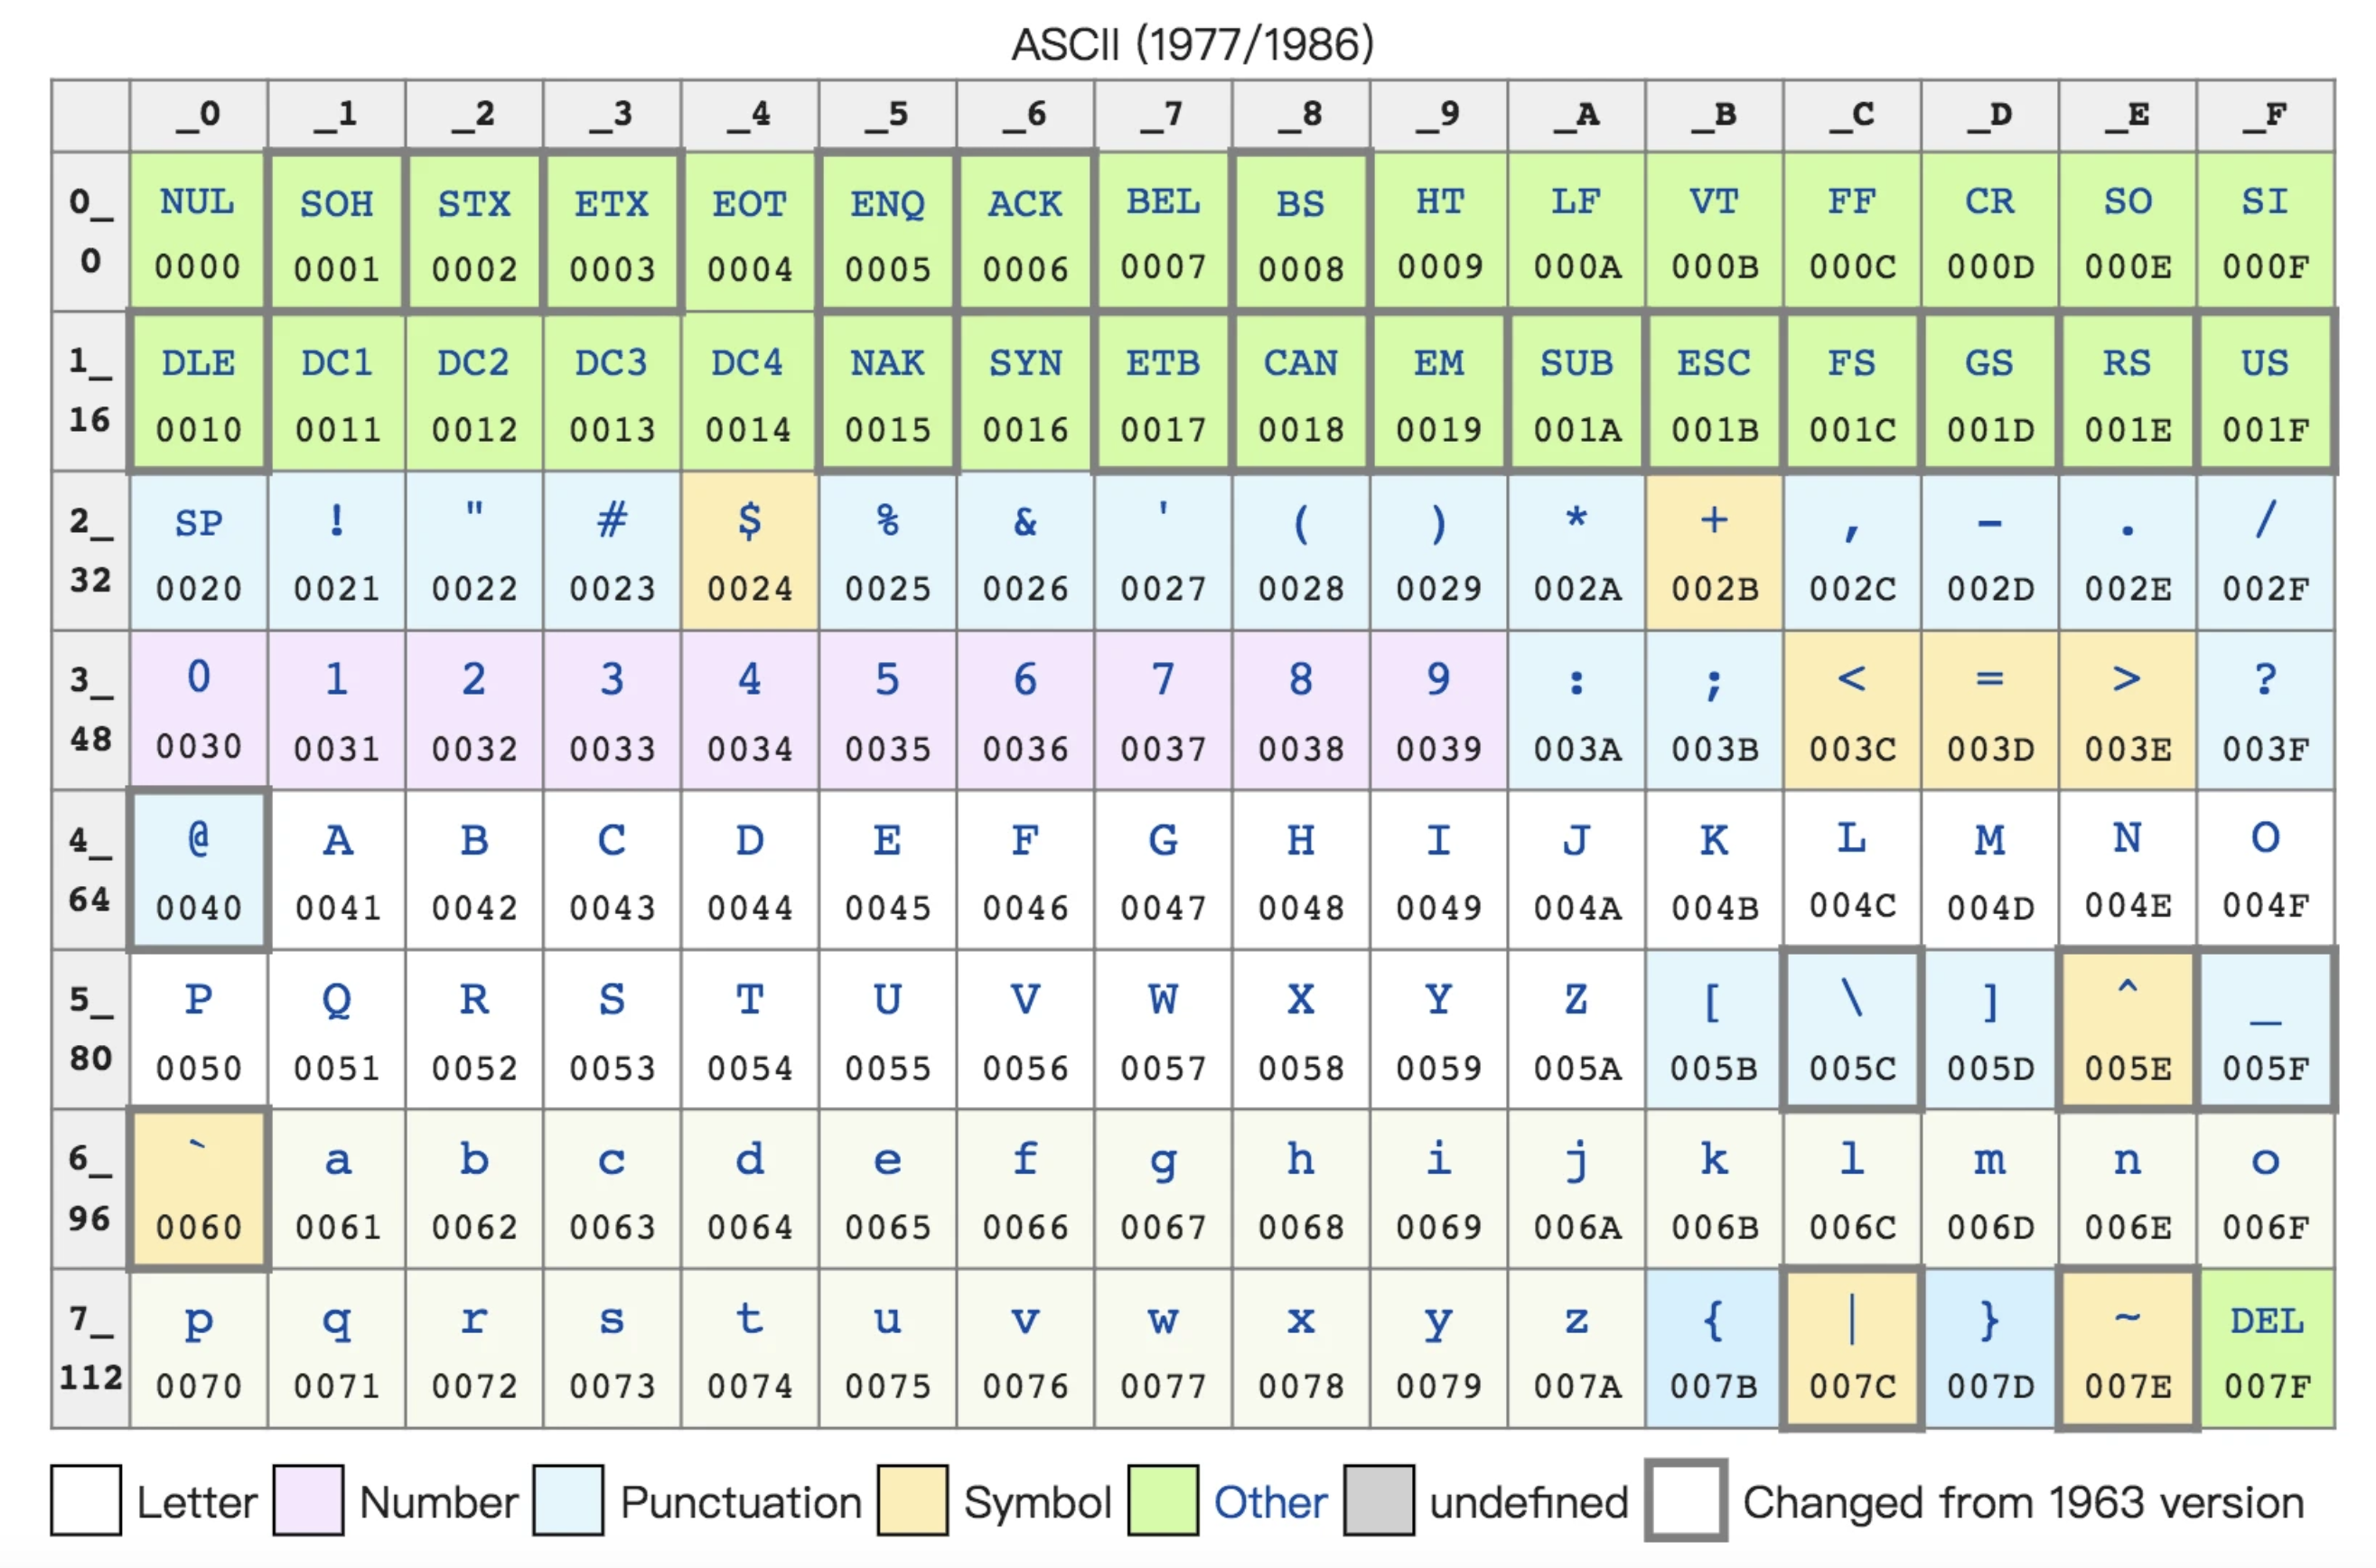 ASCII (1977/1986)
_0 _1 _2 _3 _4 _5 _6 _7 _8 _9 _A _B _C _D _E _F
0_ NUL SOH STX ETX EOT ENQ ACK BEL BS HT LF VT FF CR SO SI
0 0000 0001 0002 0003 0004 0005 0006 0007 0008 0009 000A 000B 000C 000D 000E 000F
1_ DLE DC1 DC2 DC3 DC4 NAK SYN ETB CAN EM SUB ESC FS GS RS US
16 0010 0011 0012 0013 0014 0015 0016 0017 0018 0019 001A 001B 001C 001D 001E 001F
2_ SP ! " # $ % & ' ( ) * + , - . /
32 0020 0021 0022 0023 0024 0025 0026 0027 0028 0029 002A 002B 002C 002D 002E 002F
3_ 0 1 2 3 4 5 6 7 8 9 : ; < = > ?
48 0030 0031 0032 0033 0034 0035 0036 0037 0038 0039 003A 003B 003C 003D 003E 003F
4_ @ A B C D E F G H I J K L M N O
64 0040 0041 0042 0043 0044 0045 0046 0047 0048 0049 004A 004B 004C 004D 004E 004F
5_ P Q R S T U V W X Y Z [ \ ] ^ _
80 0050 0051 0052 0053 0054 0055 0056 0057 0058 0059 005A 005B 005C 005D 005E 005F
6_ ` a b c d e f g h i j k l m n o
96 0060 0061 0062 0063 0064 0065 0066 0067 0068 0069 006A 006B 006C 006D 006E 006F
7_ p q r s t u v w x y z { | } ~ DEL
112 0070 0071 0072 0073 0074 0075 0076 0077 0078 0079 007A 007B 007C 007D 007E 007F
Letter Number Punctuation Symbol Other undefined Changed from 1963 version